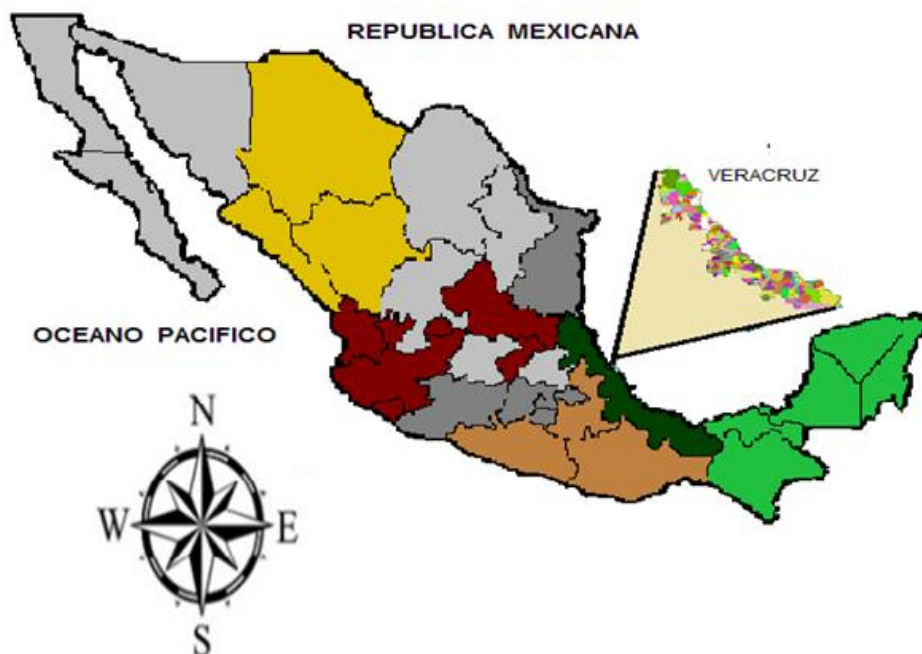 REPUBLICA MEXICANA
VERACRUZ
OCEANO PACIFICO
N
W E
S